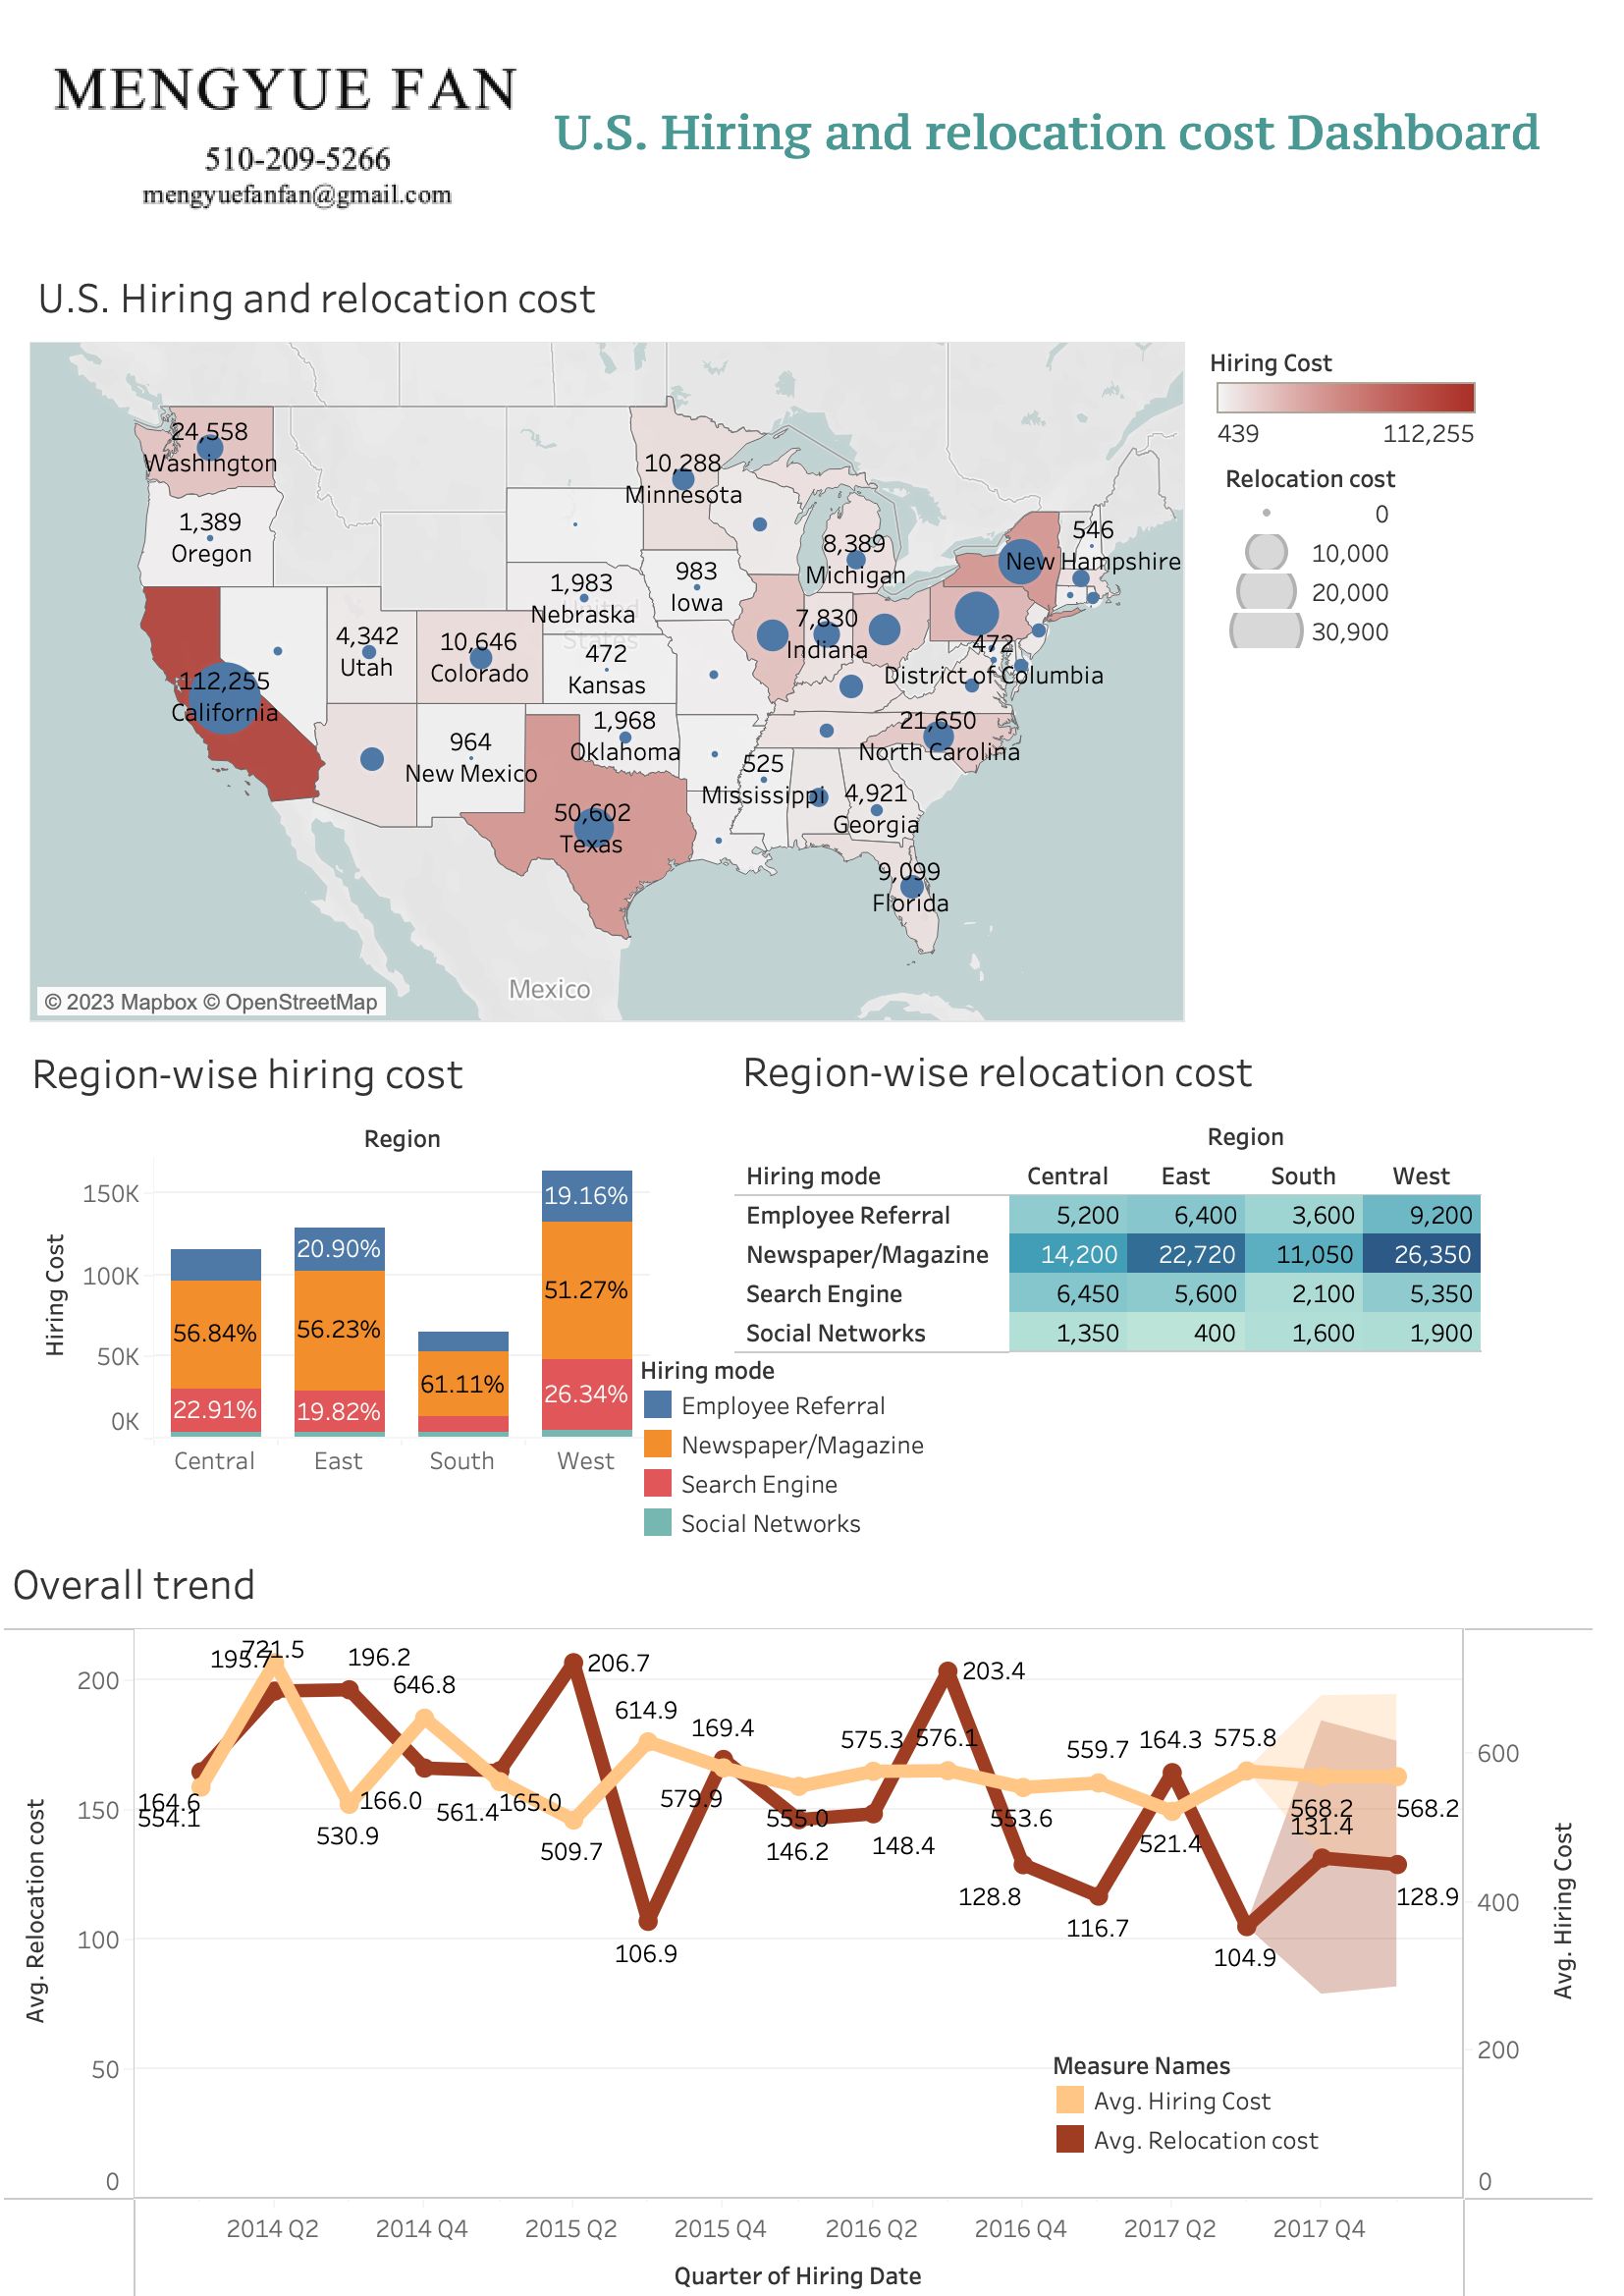 MENGYUE FAN
510-209-5266
mengyuefanfan@gmail.com
U.S. Hiring and relocation cost Dashboard
U.S. Hiring and relocation cost
24,558
Washington
10,288
Minnesota
1,389
Oregon
8,389
Michigan
546
New Hampshire
1,983
Nebraska
983
Iowa
United
States
4,342
Utah
10,646
Colorado
7,830
Indiana
472
Kansas
472
District of Columbia
112,255
California
1,968
Oklahoma
21,650
North Carolina
964
New Mexico
525
Mississippi
4,921
Georgia
50,602
Texas
9,099
Florida
Mexico
© 2023 Mapbox © OpenStreetMap
Hiring Cost
439 112,255
Relocation cost
0
10,000
20,000
30,900
Region-wise hiring cost
Region
Hiring Cost
150K
100K
50K
0K
56.84%
22.91%
20.90%
56.23%
19.82%
61.11%
19.16%
51.27%
26.34%
Central East South West
Hiring mode
Employee Referral
Newspaper/Magazine
Search Engine
Social Networks
Region-wise relocation cost
Region
Hiring mode Central East South West
Employee Referral 5,200 6,400 3,600 9,200
Newspaper/Magazine 14,200 22,720 11,050 26,350
Search Engine 6,450 5,600 2,100 5,350
Social Networks 1,350 400 1,600 1,900
Overall trend
Avg. Relocation cost
200
150
100
50
0
164.6
554.1
195.7
721.5
196.2
530.9
646.8
166.0
561.4
165.0
206.7
509.7
614.9
106.9
169.4
579.9
555.0
146.2
575.3
148.4
576.1
203.4
553.6
128.8
559.7
116.7
164.3
521.4
575.8
104.9
568.2
131.4
568.2
128.9
600
400
200
0
Avg. Hiring Cost
Measure Names
Avg. Hiring Cost
Avg. Relocation cost
2014 Q2 2014 Q4 2015 Q2 2015 Q4 2016 Q2 2016 Q4 2017 Q2 2017 Q4
Quarter of Hiring Date